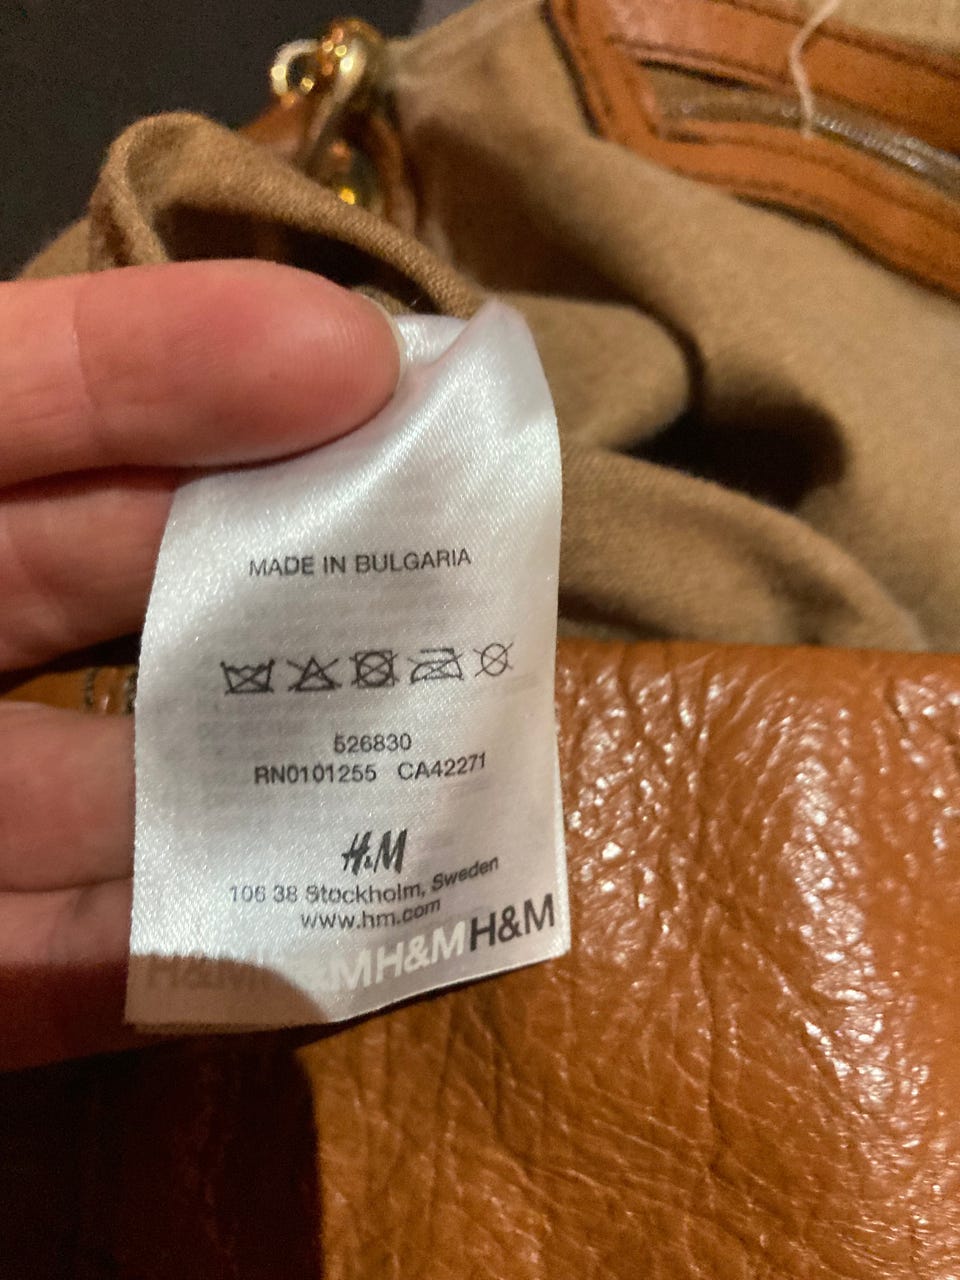 MADE IN BULGARIA
526830
RN0101255 CA42271
H&M
106 38 Stockholm, Sweden
www.hm.com
H&M H&M H&M H&M